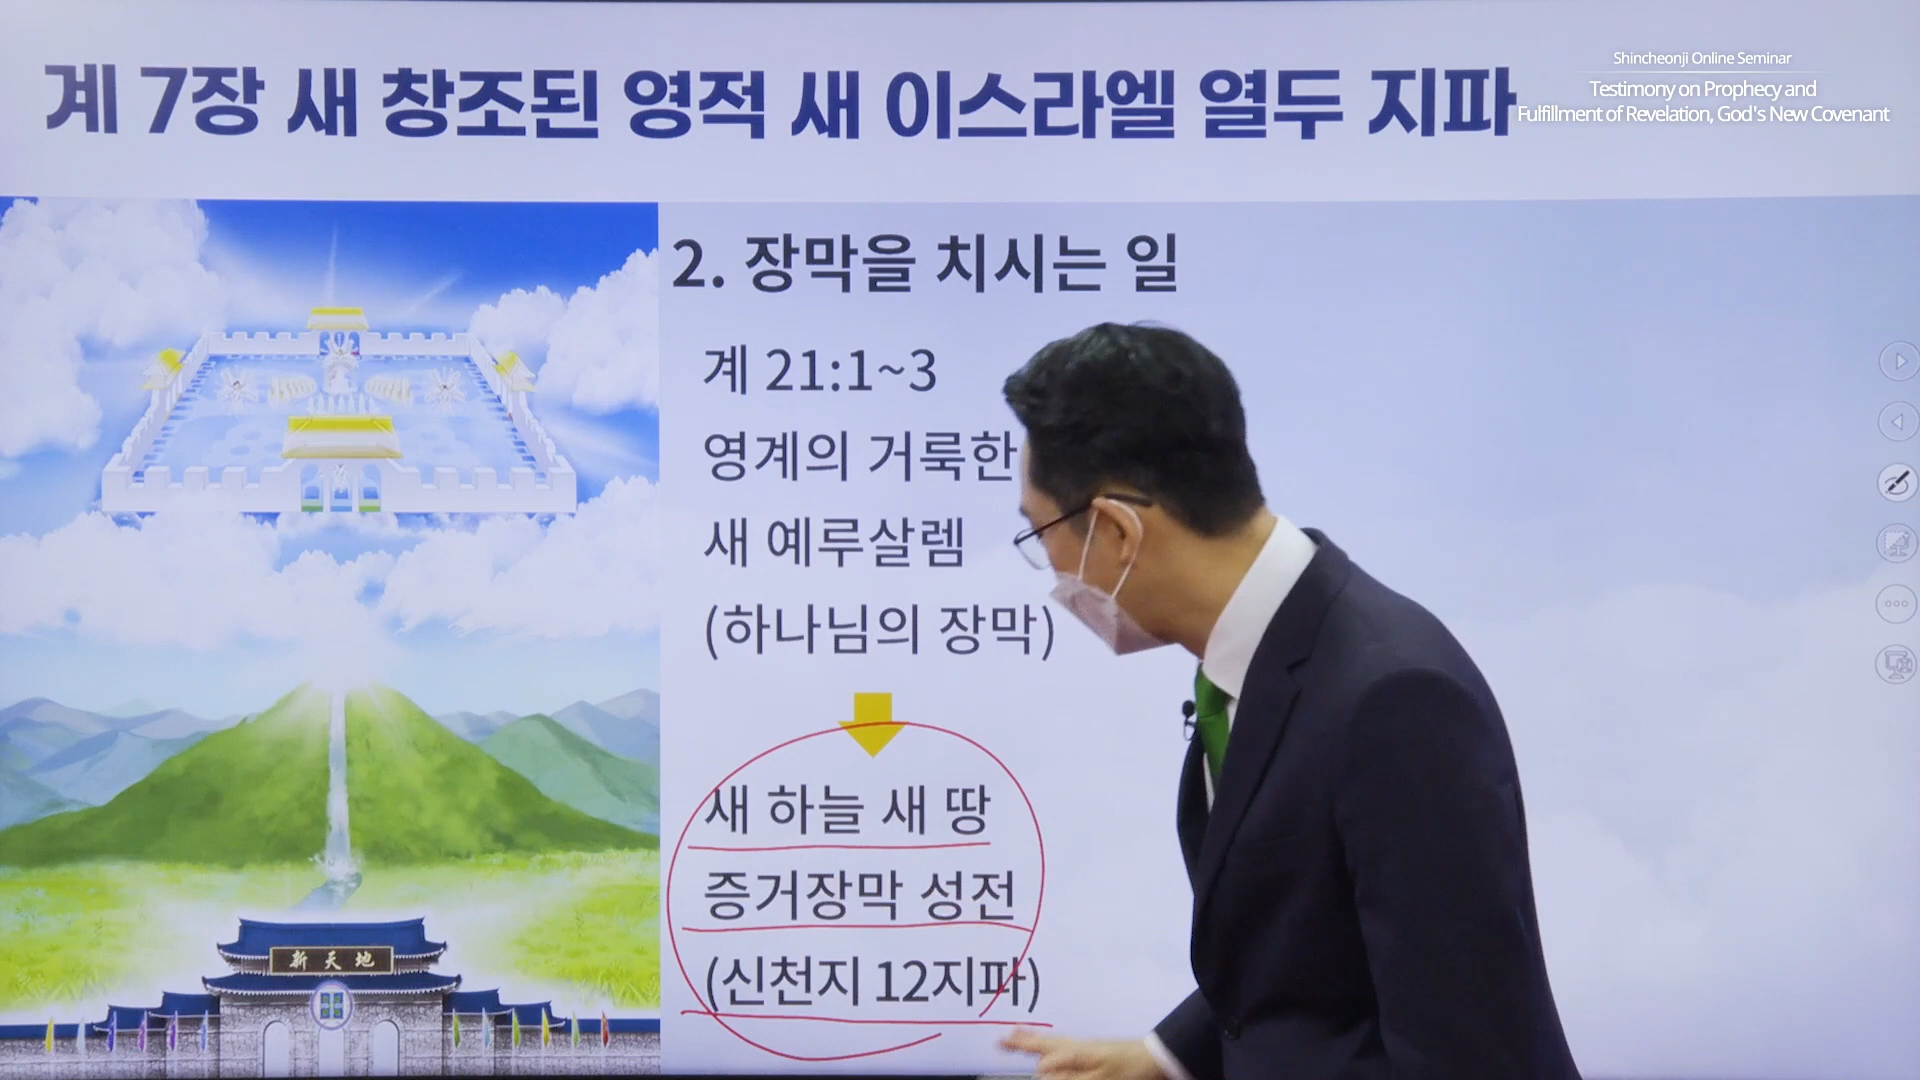 Shincheonji Online Seminar
Testimony on Prophecy and
Fulfillment of Revelation, God's New Covenant
계 7장 새 창조된 영적 새 이스라엘 열두 지파
2. 장막을 치시는 일
계 21:1~3
영계의 거룩한
새 예루살렘
(하나님의 장막)
새 하늘 새 땅
증거장막 성전
(신천지 12지파)
新天地